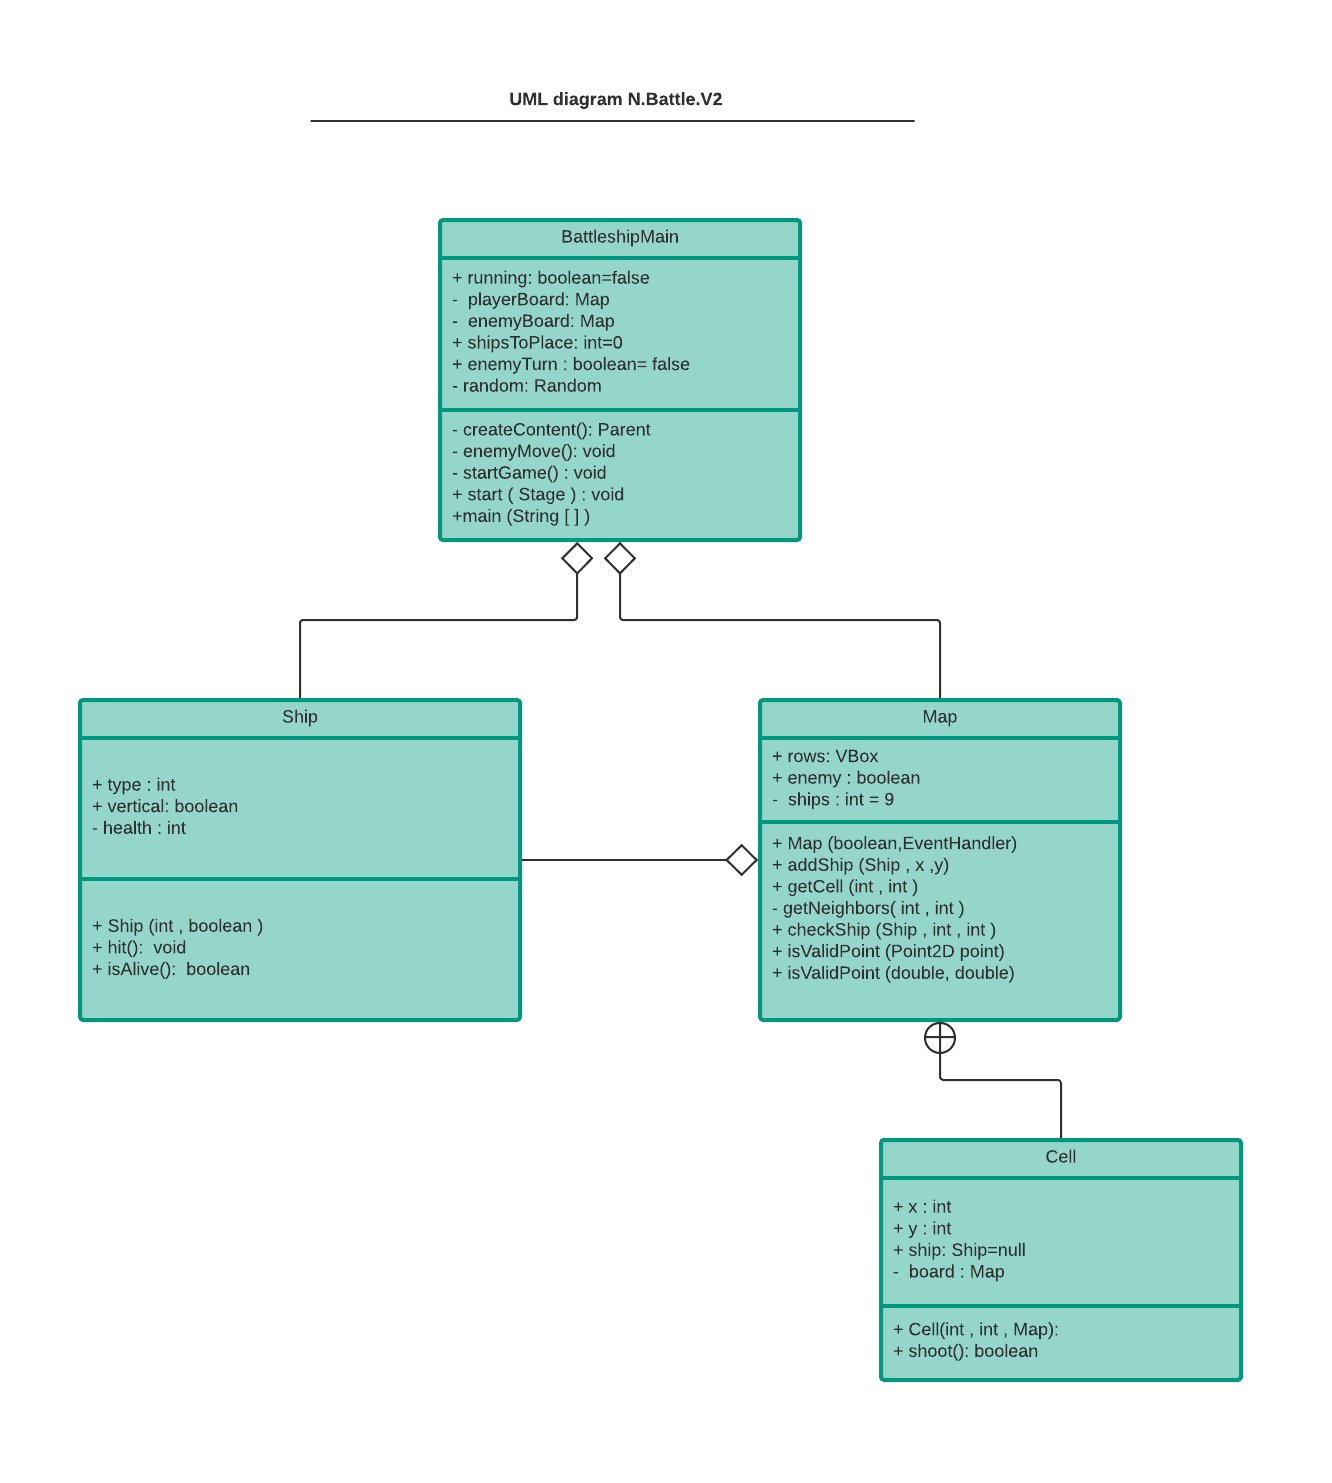 UML diagram N.Battle.V2
BattleshipMain
+ running: boolean=false
-  playerBoard: Map
-  enemyBoard: Map
+ shipsToPlace: int=0
+ enemyTurn : boolean= false
- random: Random
- createContent(): Parent
- enemyMove(): void
- startGame() : void
+ start ( Stage ) : void
+main (String [ ] )
Ship
+ type : int
+ vertical: boolean
- health : int
+ Ship (int , boolean )
+ hit():  void
+ isAlive():  boolean
Map
+ rows: VBox
+ enemy : boolean
-  ships : int = 9
+ Map (boolean,EventHandler)
+ addShip (Ship , x ,y)
+ getCell (int , int )
- getNeighbors( int , int )
+ checkShip (Ship , int , int )
+ isValidPoint (Point2D point)
+ isValidPoint (double, double)
Cell
+ x : int
+ y : int
+ ship: Ship=null
-  board : Map
+ Cell(int , int , Map):
+ shoot(): boolean